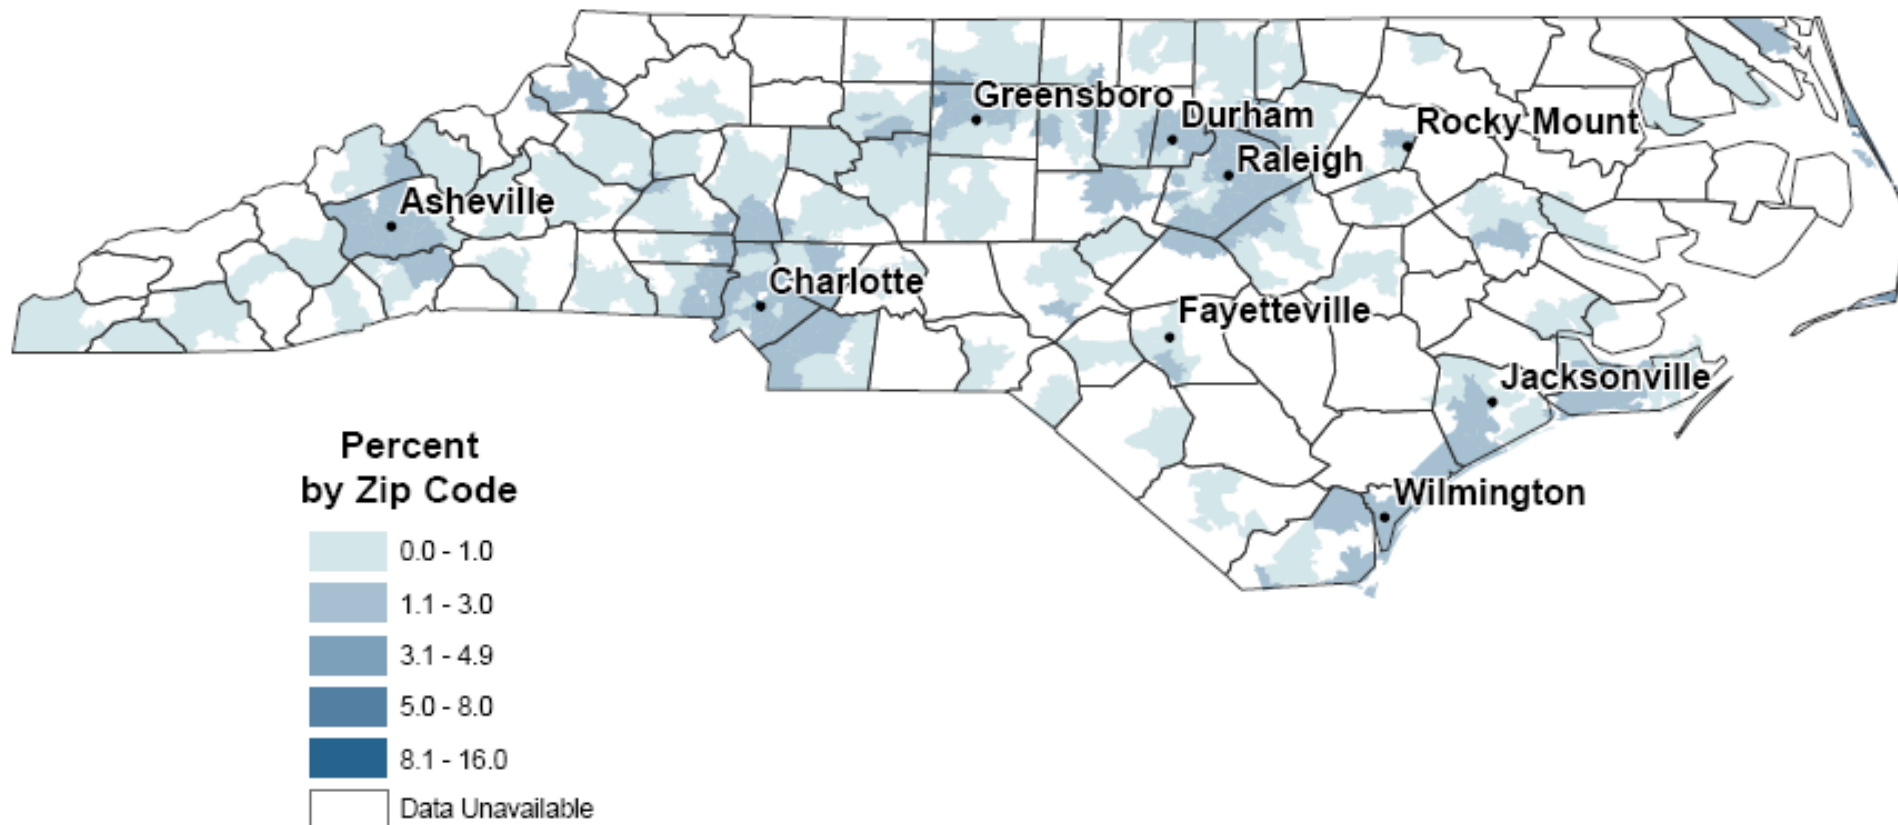 Greensboro
Durham
Rocky Mount
Raleigh
Asheville
Charlotte
Fayetteville
Jacksonville
Wilmington
Percent
by Zip Code
0.0 - 1.0
1.1 - 3.0
3.1 - 4.9
5.0 - 8.0
8.1 - 16.0
Data Unavailable